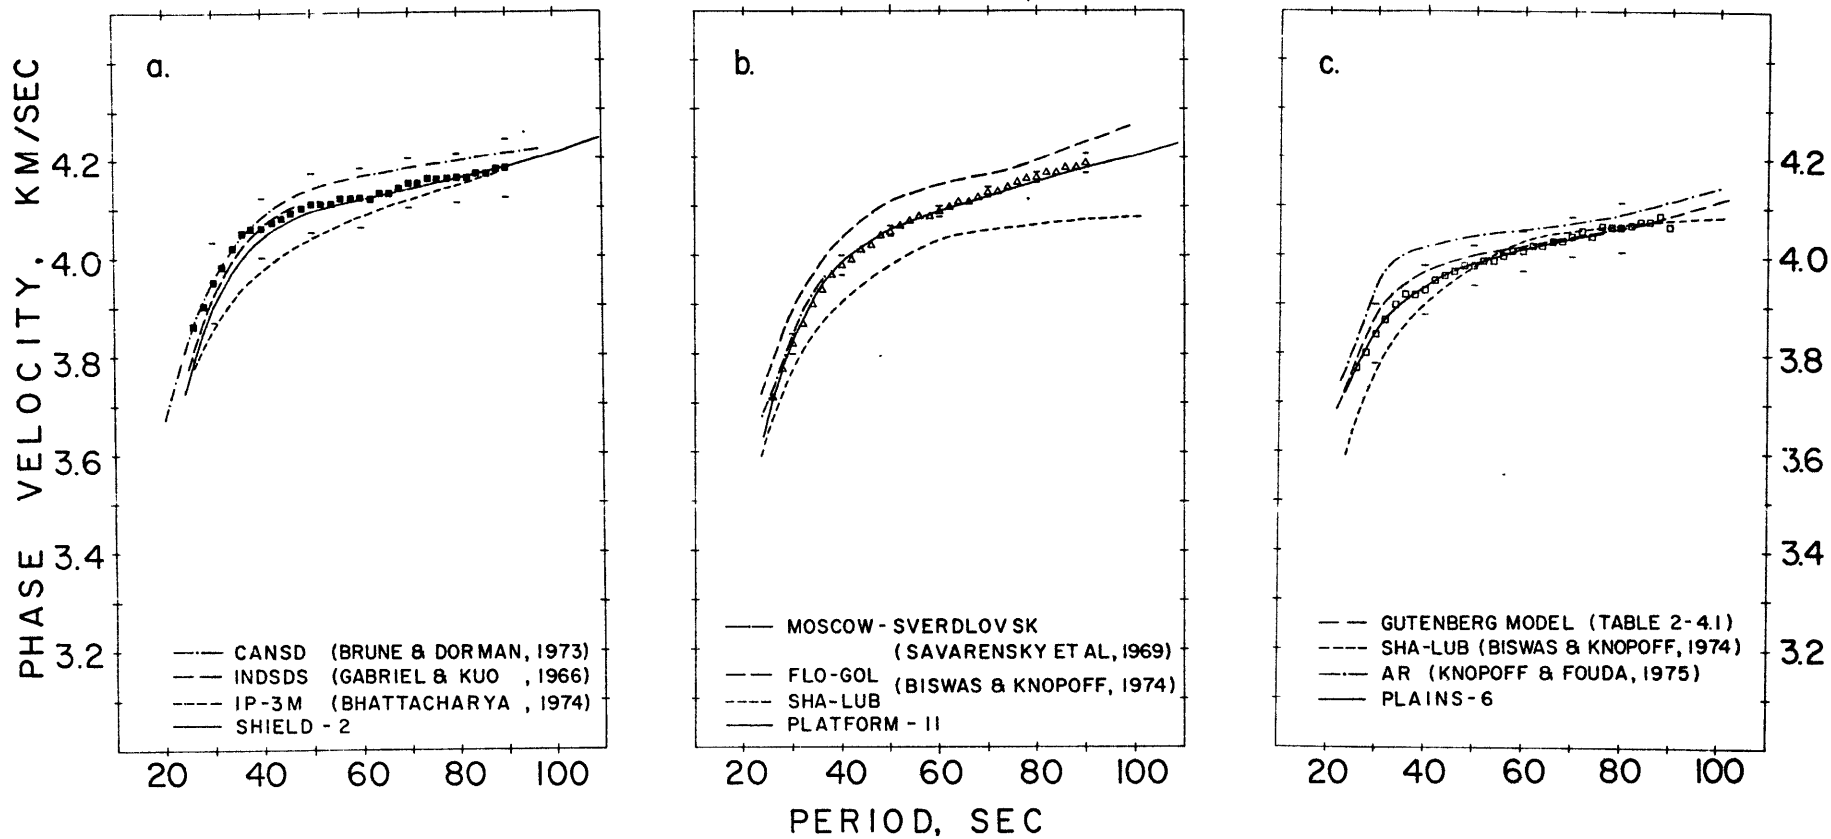 PHASE VELOCITY, KM/SEC
a.
4.2
4.0
3.8
3.6
3.4
3.2
CANSD (BRUNE & DORMAN, 1973)
INDSDS (GABRIEL & KUO , 1966)
IP-3M (BHATTACHARYA , 1974)
SHIELD - 2
20 40 60 80 100
b.
MOSCOW - SVERDLOVSK
(SAVARENSKY ET AL, 1969)
FLO-GOL
(BISWAS & KNOPOFF, 1974)
SHA-LUB
PLATFORM - 11
20 40 60 80 100
c.
GUTENBERG MODEL (TABLE 2-4.1)
SHA-LUB (BISWAS & KNOPOFF, 1974)
AR (KNOPOFF & FOUDA, 1975)
PLAINS - 6
4.2
4.0
3.8
3.6
3.4
3.2
20 40 60 80 100
PERIOD, SEC